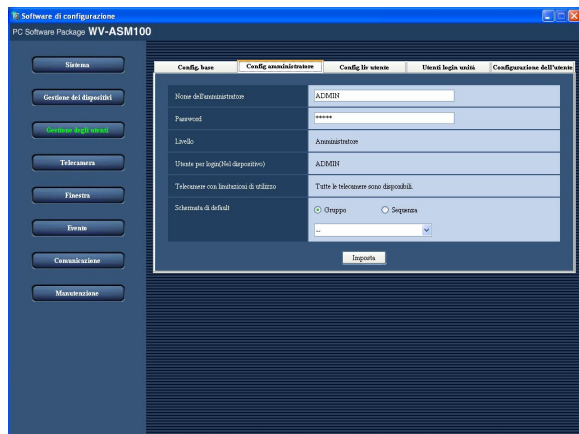 Software di configurazione
PC Software Package WV-ASM100
Sistema
Gestione dei dispositivi
Gestione degli utenti
Telecamera
Finestra
Evento
Comunicazione
Manutenzione
Config. base
Config amministratore
Config liv utente
Utenti login unità
Configurazione dell'utente
Nome dell'amministratore
ADMIN
Password
*****
Livello
Amministratore
Utente per login(Nel dispositivo)
ADMIN
Telecamere con limitazioni di utilizzo
Tutte le telecamere sono disponibili.
Schermata di default
Gruppo
Sequenza
--
Imposta